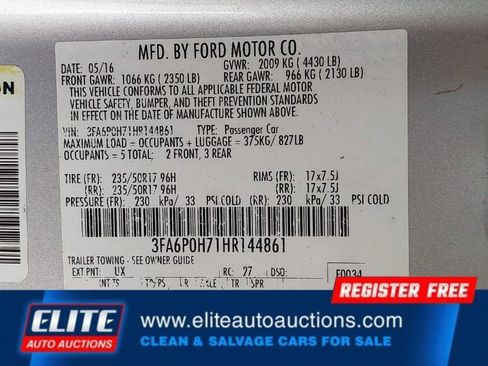 MFD. BY FORD MOTOR CO.
DATE: 05/16 GVWR: 2009 KG ( 4430 LB)
FRONT GAWR: 1066 KG ( 2350 LB) REAR GAWR: 966 KG ( 2130 LB)
THIS VEHICLE CONFORMS TO ALL APPLICABLE FEDERAL MOTOR
VEHICLE SAFETY, BUMPER, AND THEFT PREVENTION STANDARDS
IN EFFECT ON THE DATE OF MANUFACTURE SHOWN ABOVE.
VIN: 3FA6P0H71HR144861 TYPE: Passenger Car
MAXIMUM LOAD = OCCUPANTS + LUGGAGE = 375KG/ 827LB
OCCUPANTS = 5 TOTAL; 2 FRONT, 3 REAR
TIRE (FR): 235/50R17 96H RIMS (FR): 17x7.5J
(RR): 235/50R17 96H (RR): 17x7.5J
PRESSURE (FR): 230 kPa/ 33 PSI COLD (RR): 230 kPa/ 33 PSI COLD
3FA6P0H71HR144861
TRAILER TOWING - SEE OWNER GUIDE
EXT PNT: UX RC: 27 DSO: F0034
REGISTER FREE
ELITE
AUTO AUCTIONS
www.eliteautoauctions.com
CLEAN & SALVAGE CARS FOR SALE